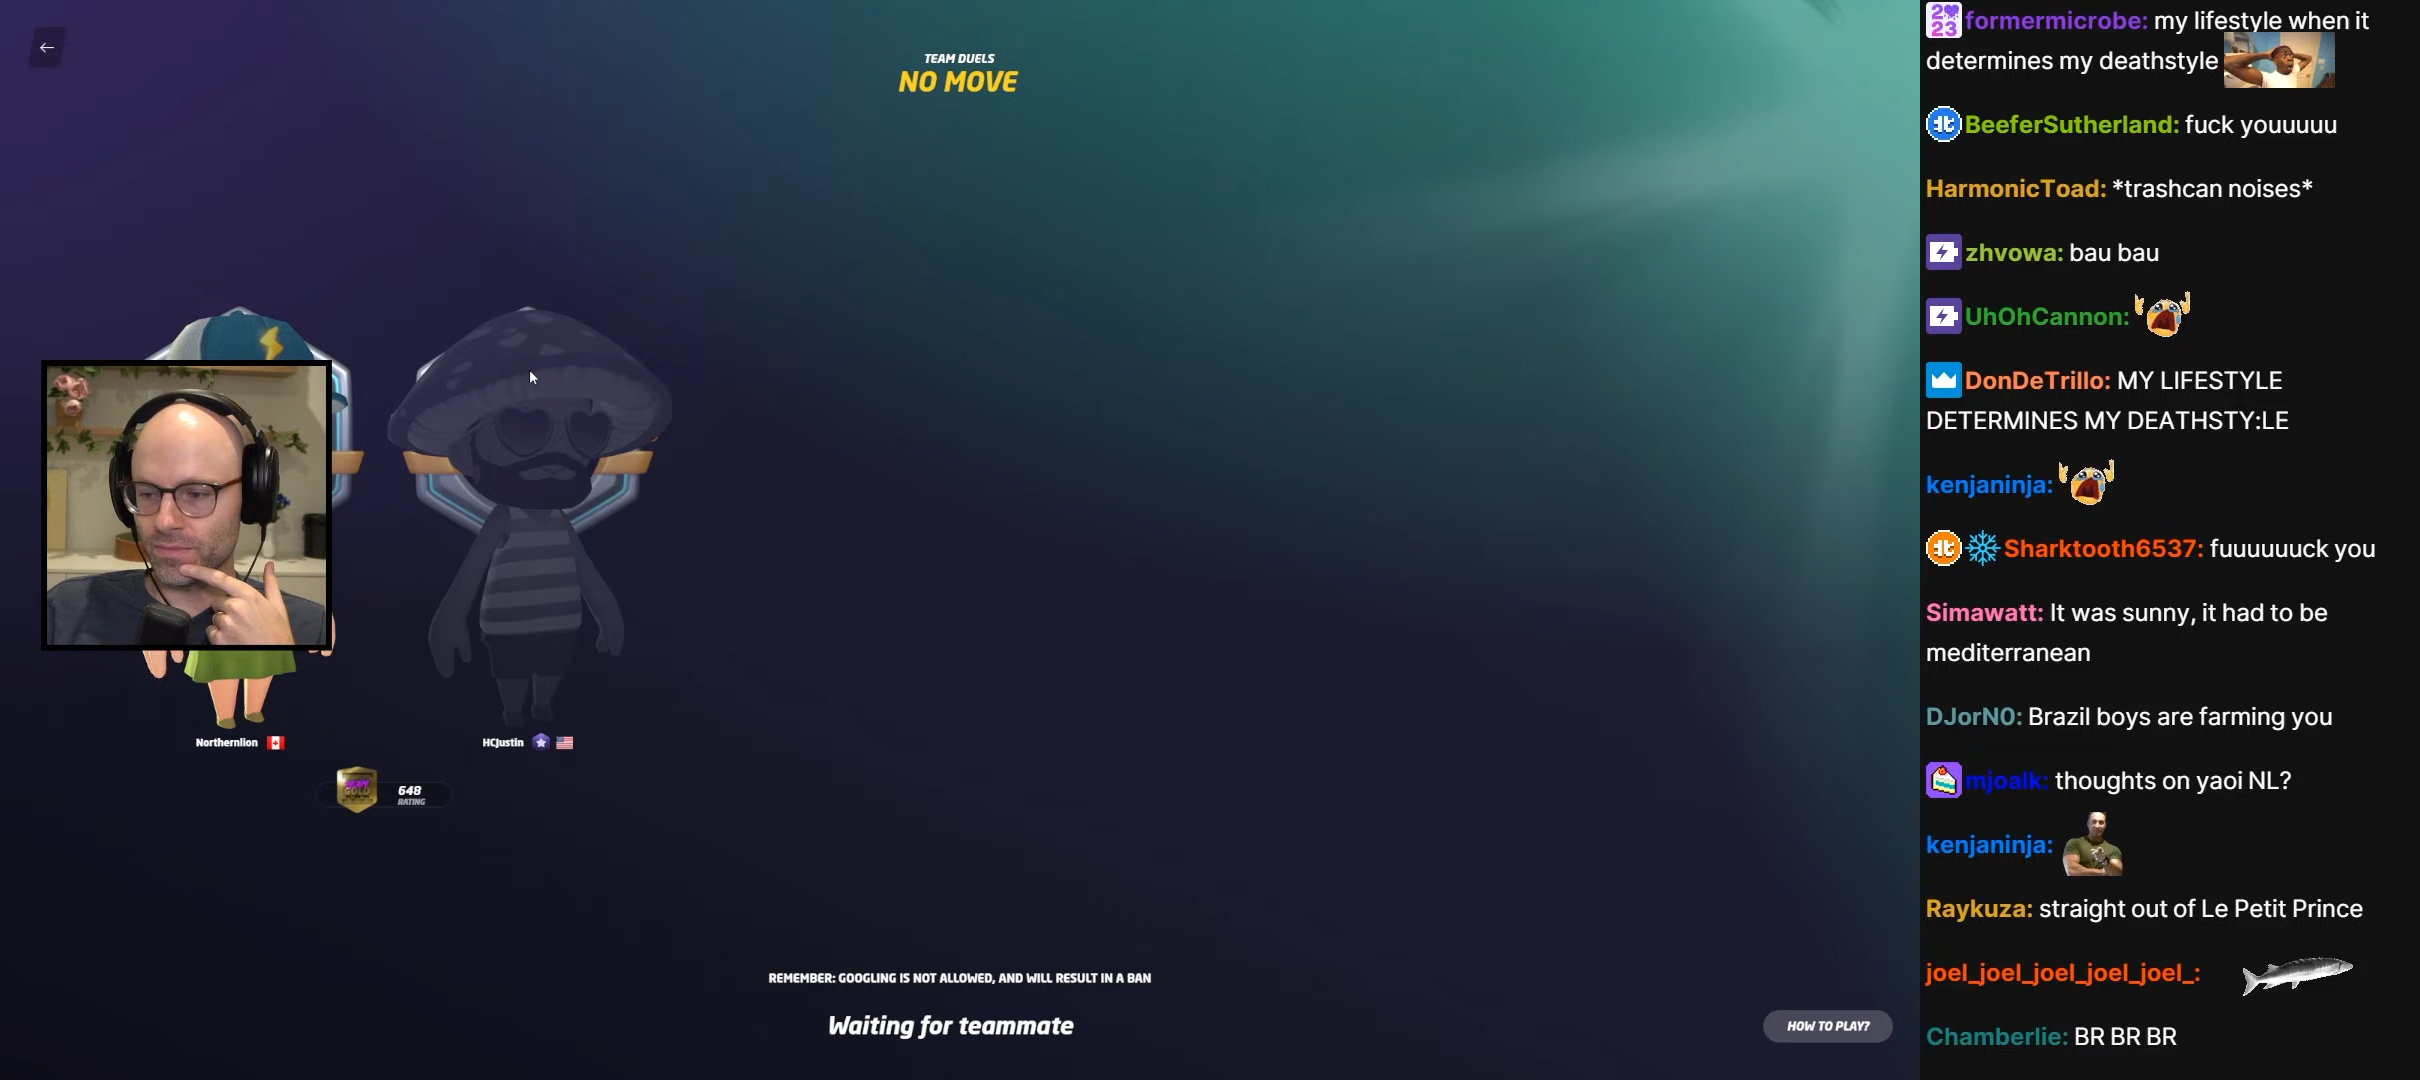 TEAM DUELS
NO MOVE
Northernlion
HCJustin
648
RATING
REMEMBER: GOOGLING IS NOT ALLOWED, AND WILL RESULT IN A BAN
Waiting for teammate
HOW TO PLAY?
formermicrobe: my lifestyle when it
determines my deathstyle
BeeferSutherland: fuck youuuuu
HarmonicToad: *trashcan noises*
zhvowa: bau bau
UhOhCannon:
DonDeTrillo: MY LIFESTYLE
DETERMINES MY DEATHSTY:LE
kenjaninja:
Sharktooth6537: fuuuuuuck you
Simawatt: It was sunny, it had to be
mediterranean
DJorN0: Brazil boys are farming you
mjoalk: thoughts on yaoi NL?
kenjaninja:
Raykuza: straight out of Le Petit Prince
joel_joel_joel_joel_joel_:
Chamberlie: BR BR BR